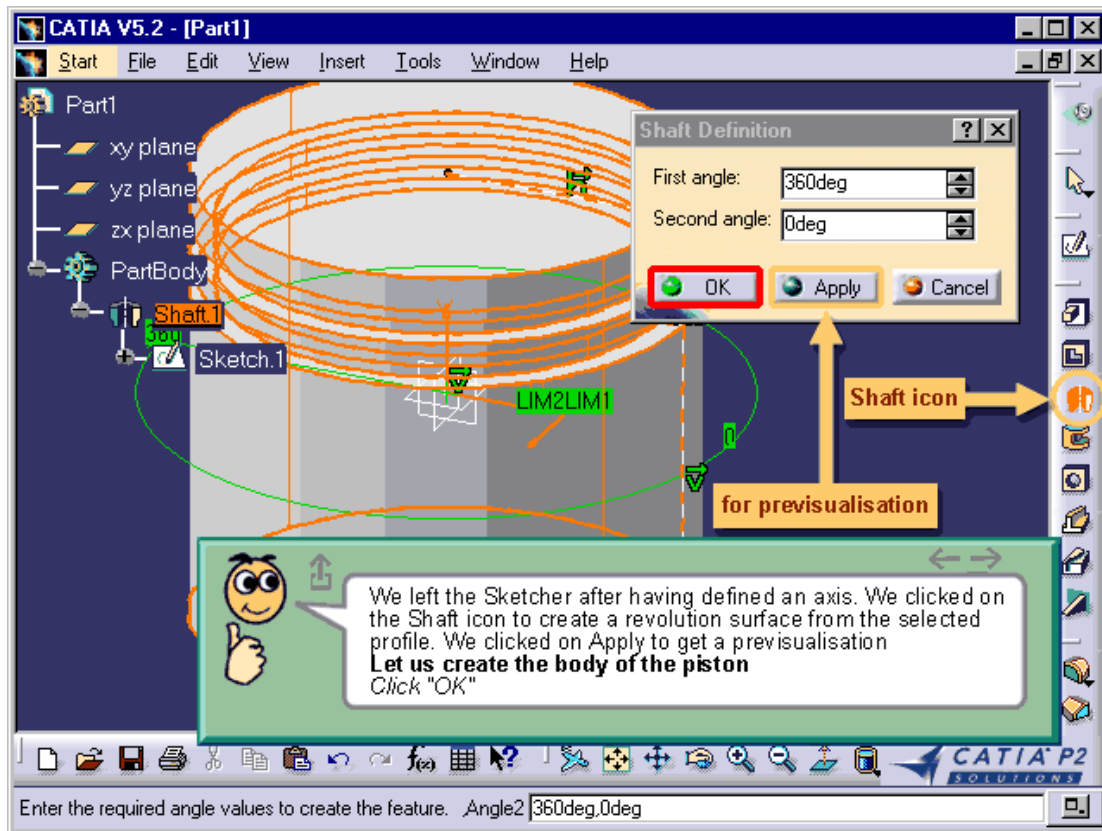 CATIA V5.2 - [Part1]
Start File Edit View Insert Tools Window Help
Part1
xy plane
yz plane
zx plane
PartBody
Shaft.1
360
Sketch.1
Shaft Definition
First angle: 360deg
Second angle: 0deg
OK Apply Cancel
LIM2LIM1
0
Shaft icon
for previsualisation
We left the Sketcher after having defined an axis. We clicked on
the Shaft icon to create a revolution surface from the selected
profile. We clicked on Apply to get a previsualisation
Let us create the body of the piston
Click "OK"
f(x)
CATIA P2
SOLUTIONS
Enter the required angle values to create the feature. ,Angle2 360deg,0deg